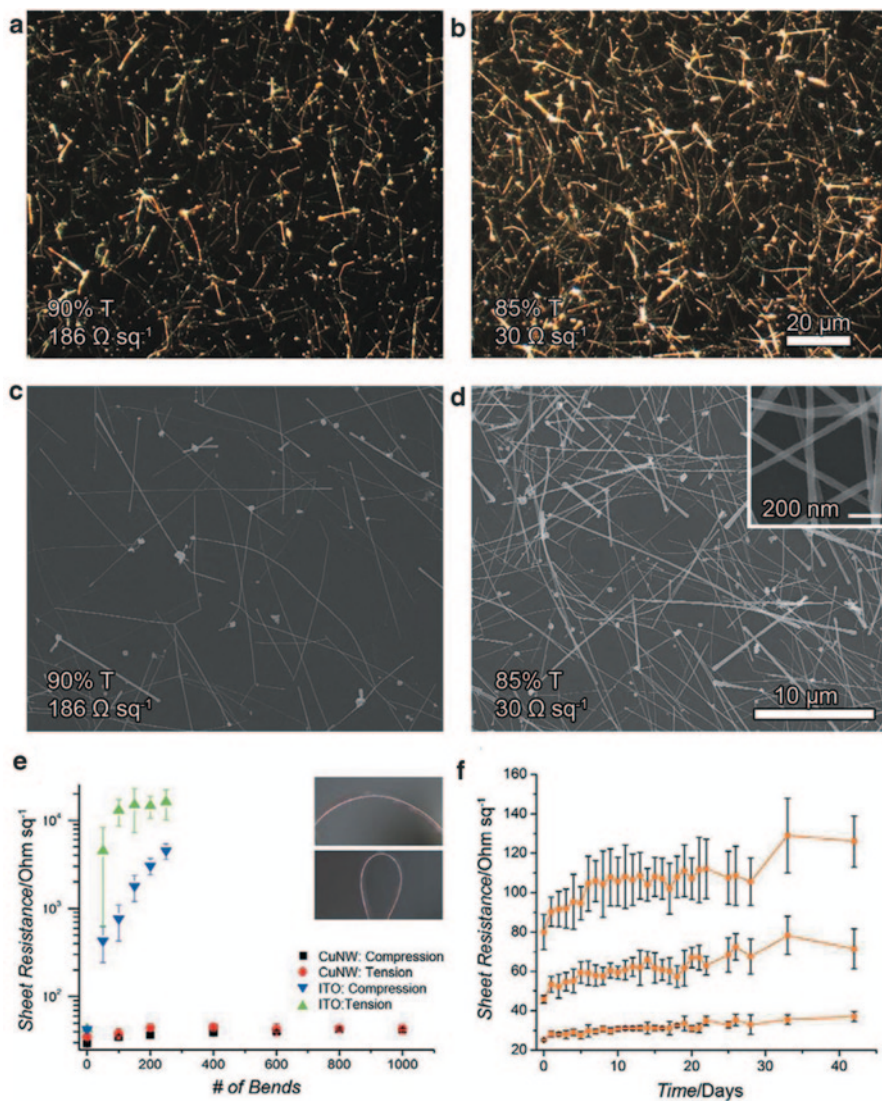 a
90% T
186 Ω sq⁻¹
b
85% T
30 Ω sq⁻¹
20 µm
c
90% T
186 Ω sq⁻¹
d
200 nm
85% T
30 Ω sq⁻¹
10 µm
e
Sheet Resistance/Ohm sq⁻¹
10⁴
10³
10²
CuNW: Compression
CuNW: Tension
ITO: Compression
ITO:Tension
0 200 400 600 800 1000
# of Bends
f
Sheet Resistance/Ohm sq⁻¹
160
140
120
100
80
60
40
20
0 10 20 30 40
Time/Days